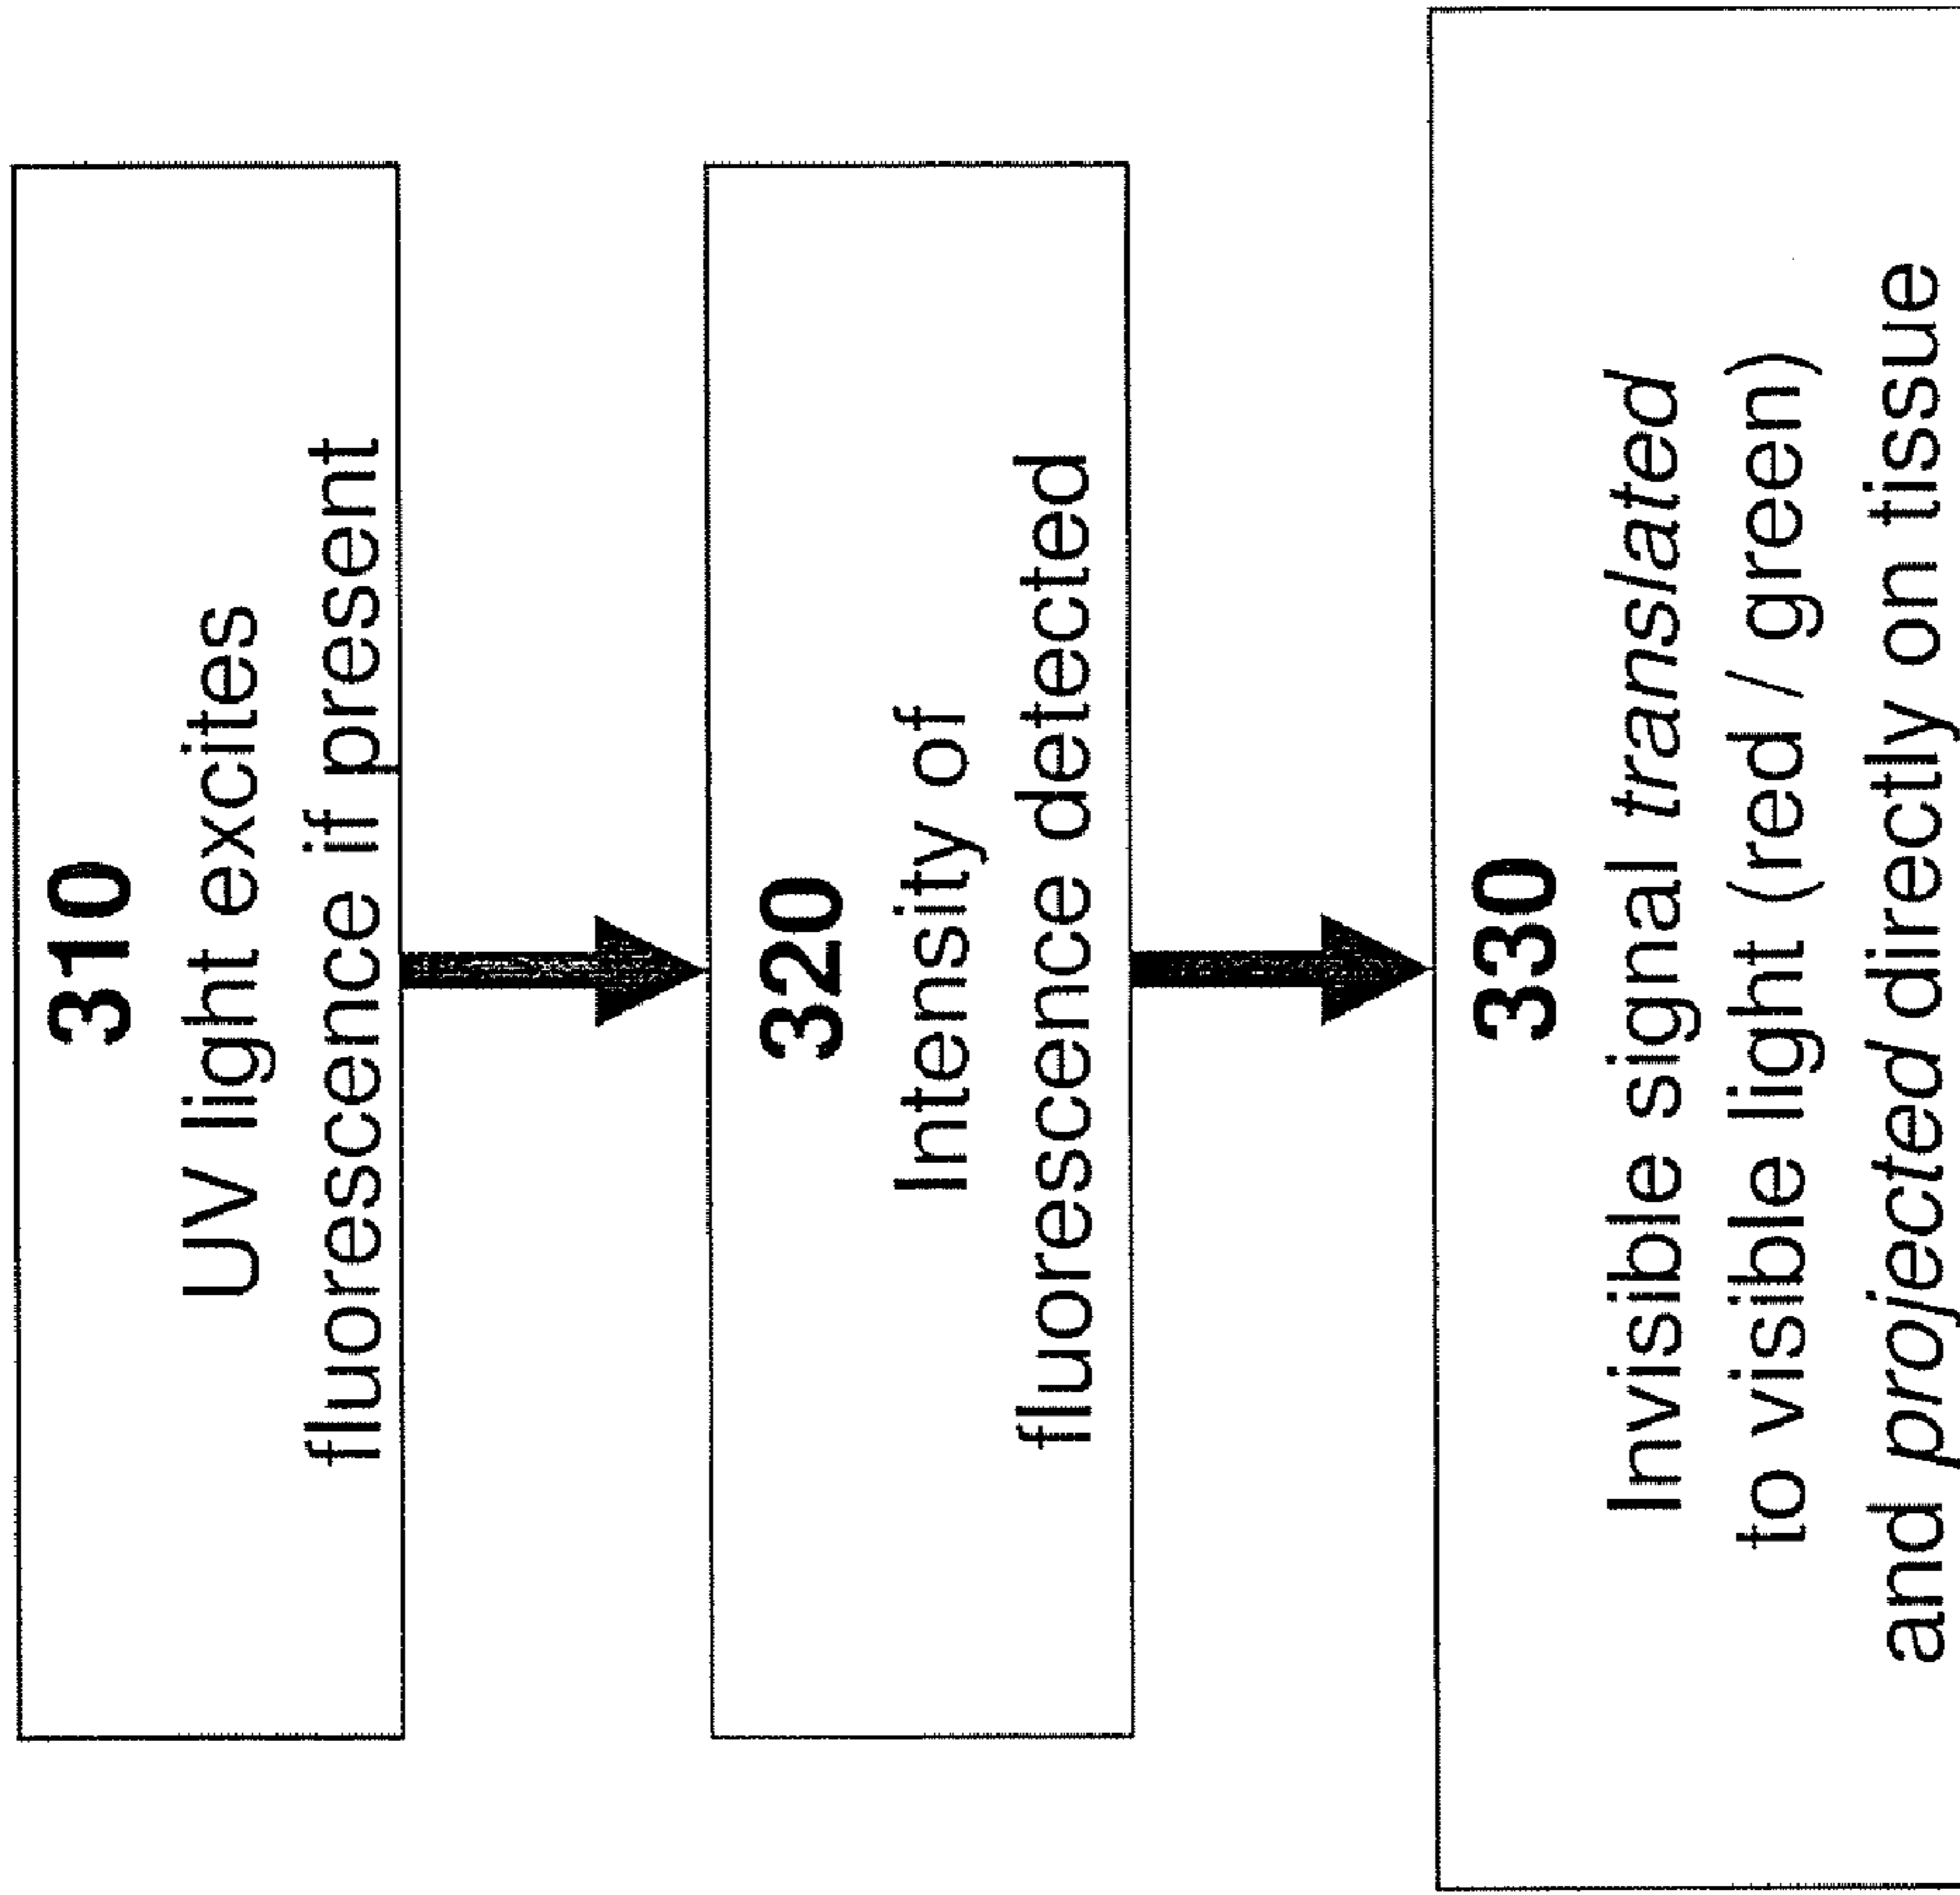 310
UV light excites
fluorescence if present
320
Intensity of
fluorescence detected
330
Invisible signal translated
to visible light (red / green)
and projected directly on tissue